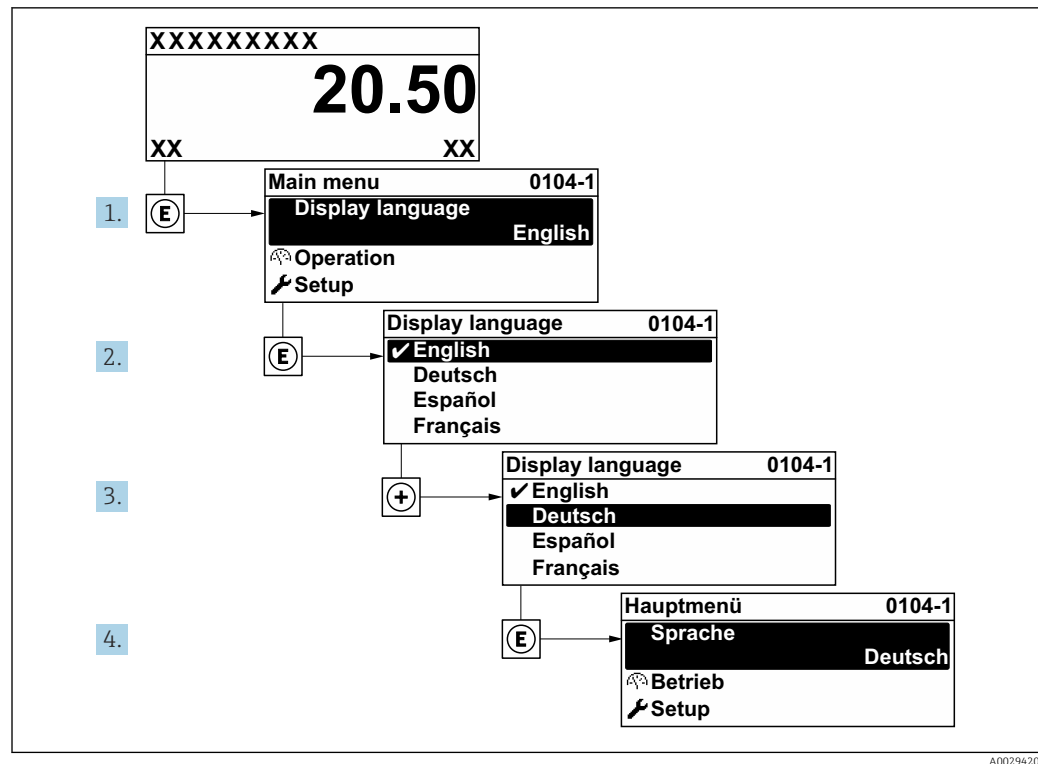 XXXXXXXXX
20.50
XX XX
1. E
Main menu 0104-1
Display language
English
Operation
Setup
2. E
Display language 0104-1
✔ English
Deutsch
Español
Français
3. +
Display language 0104-1
✔ English
Deutsch
Español
Français
4. E
Hauptmenü 0104-1
Sprache
Deutsch
Betrieb
Setup
A0029420